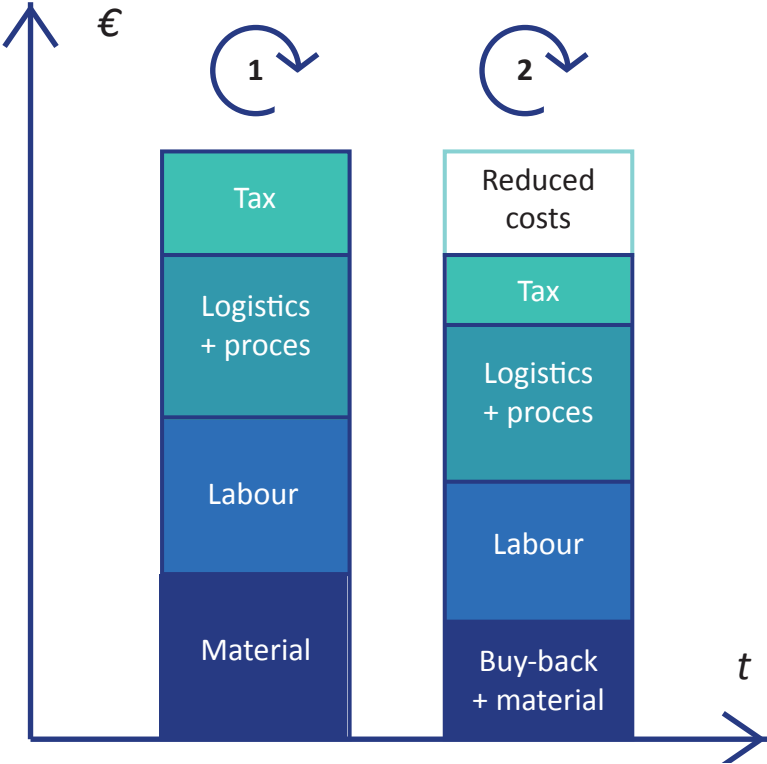 €
1
2
Tax
Logistics
+ proces
Labour
Material
Reduced
costs
Tax
Logistics
+ proces
Labour
Buy-back
+ material
t